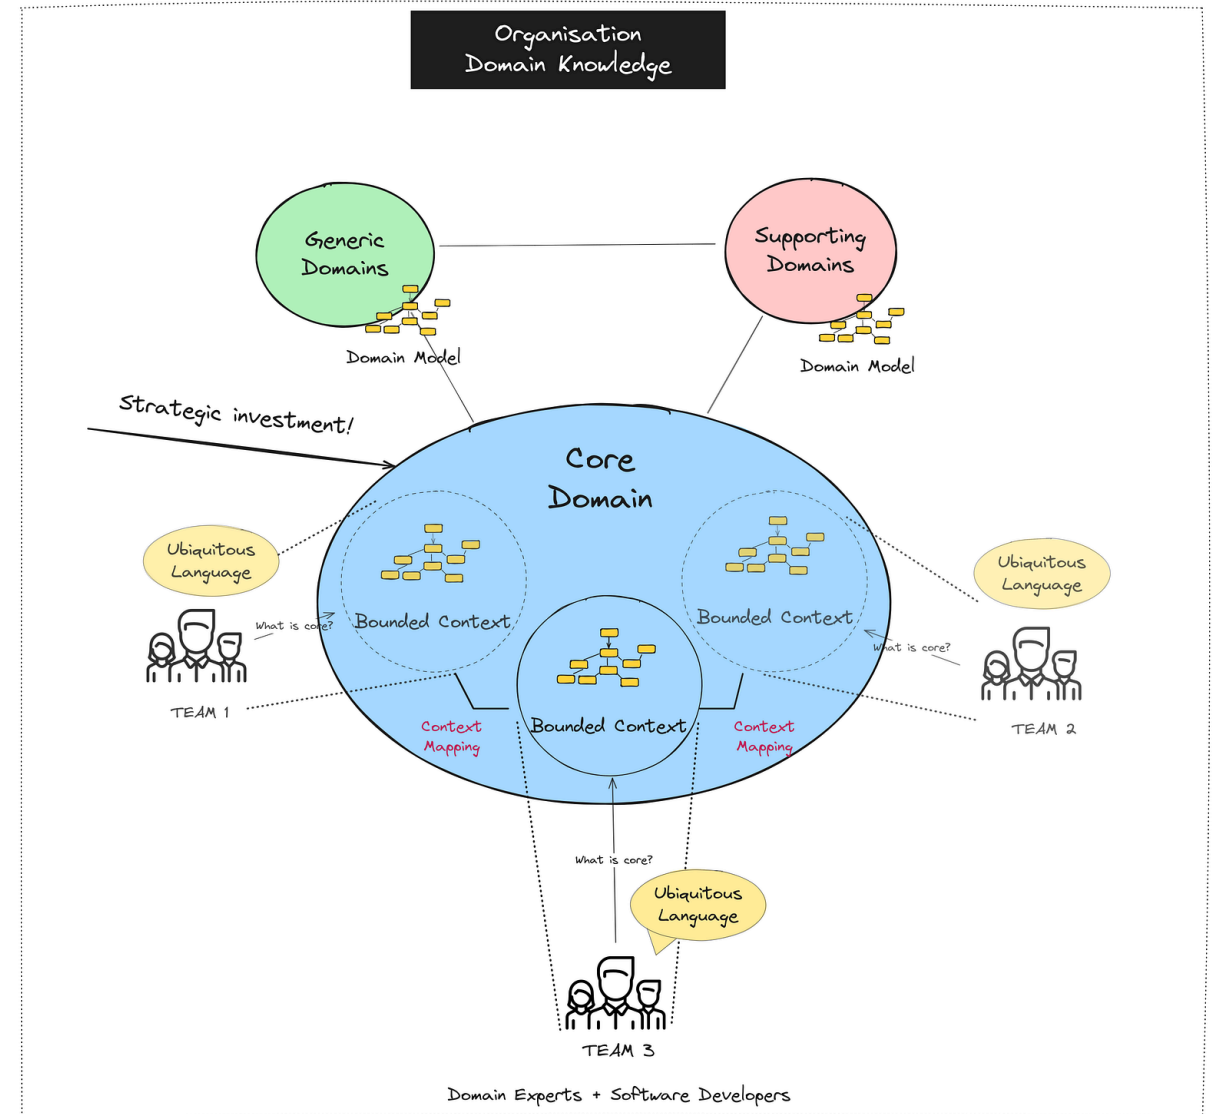 Organisation
Domain Knowledge
Generic
Domains
Supporting
Domains
Domain Model
Domain Model
Strategic investment!
Core
Domain
Ubiquitous
Language
Ubiquitous
Language
What is core?
Bounded Context
Bounded Context
What is core?
TEAM 1
TEAM 2
Context
Mapping
Bounded Context
Context
Mapping
What is core?
Ubiquitous
Language
TEAM 3
Domain Experts + Software Developers